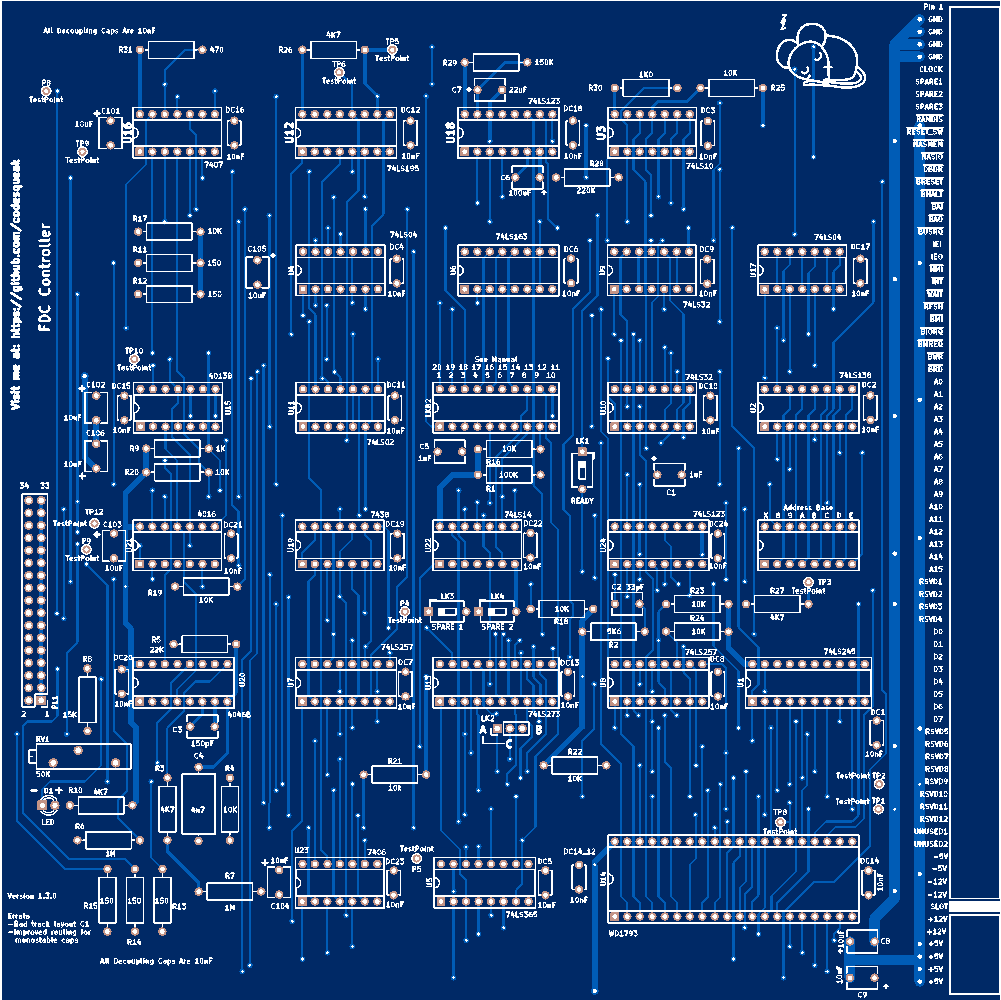 All Decoupling Caps Are 10nF
Pin 1
GND
GND
GND
GND
CLOCK
SPARE1
SPARE2
SPARE3
RAMDIS
RESET_SW
NASMEM
NASIO
DBDR
BRESET
BHALT
BAI
BAO
BUSRQ
IEI
IEO
NMI
INT
WAIT
RFSH
BM1
BIORQ
BMREQ
BWR
BRD
A0
A1
A2
A3
A4
A5
A6
A7
A8
A9
A10
A11
A12
A13
A14
A15
RSVD1
RSVD2
RSVD3
RSVD4
D0
D1
D2
D3
D4
D5
D6
D7
RSVD5
RSVD6
RSVD7
RSVD8
RSVD9
RSVD10
RSVD11
RSVD12
UNUSED1
UNUSED2
-5V
-5V
-12V
-12V
SLOT
+12V
+12V
+5V
+5V
+5V
+5V
Visit me at: https://github.com/codesqueak
FDC Controller
R31 470
R26 4K7
TP5
TestPoint
TP6
TestPoint
R29 150K
C7 22uF
R30 1K0
10K R25
P8
TestPoint
C101
10uF
TP9
TestPoint
U16 DC16
7407 10nF
U12 DC12
74LS195 10nF
74LS123
U18 DC18
10nF
U3 DC3
74LS10 10nF
C6
100uF
R28
220K
R17 10K
R11 150
R12 150
C105
10uF
74LS04
U4 DC4
10nF
74LS163
U6 DC6
10nF
U9 DC9
74LS32 10nF
74LS04
U17 DC17
10nF
TP10
TestPoint
C102
10uF
C106
10uF
DC15 4013B
U15
10nF
U11 DC11
74LS02 10nF
See Manual
20 19 18 17 16 15 14 13 12 11
1 2 3 4 5 6 7 8 9 10
LKB2
74LS32
U10 DC10
10nF
74LS138
U2 DC2
10nF
R9 1K
R20 10K
C5
1nF
10K
R16
100K
R1
LK1
READY
1nF
C1
34 33
TP12
TestPoint
C103
10uF
P9
TestPoint
4016
U21 DC21
10nF
7438
U19 DC19
10nF
74LS14
U22 DC22
10nF
74LS123
U24 DC24
10nF
Address Base
X 8 9 A B C D E
TP3
TestPoint
R19
10K
P4
TestPoint
LK3
SPARE 1
LK4
SPARE 2
10K
R18
C2 33pF
R23
10K
R24
10K
R27
4K7
5K6
R2
R5
22K
R8
15K
2 1
PL1
DC20
10nF
U20
4046B
74LS257
U7 DC7
10nF
U13 DC13
74LS273 10nF
74LS257
U8 DC8
10nF
74LS245
U1
DC1
10nF
C3
150pF
LK2
A B
C
RV1
50K
R3
4K7
C4
4u7
R4
10K
R21
10K
R22
10K
D1
- +
LED
R10 4K7
R6
1M
TestPoint TP2
TestPoint TP1
TP8
TestPoint
U23 7406
10uF
C104
DC23
10nF
TestPoint
P5
U5 DC5
74LS365 10nF
DC14_12
10nF
U14 DC14
WD1793 10nF
R15 150
150
R14
150 R13
R7
1M
Version 1.3.0
Errata
-Bad track layout C1
-Improved routing for
monostable caps
All Decoupling Caps Are 10nF
10uF C8
10nF
C9